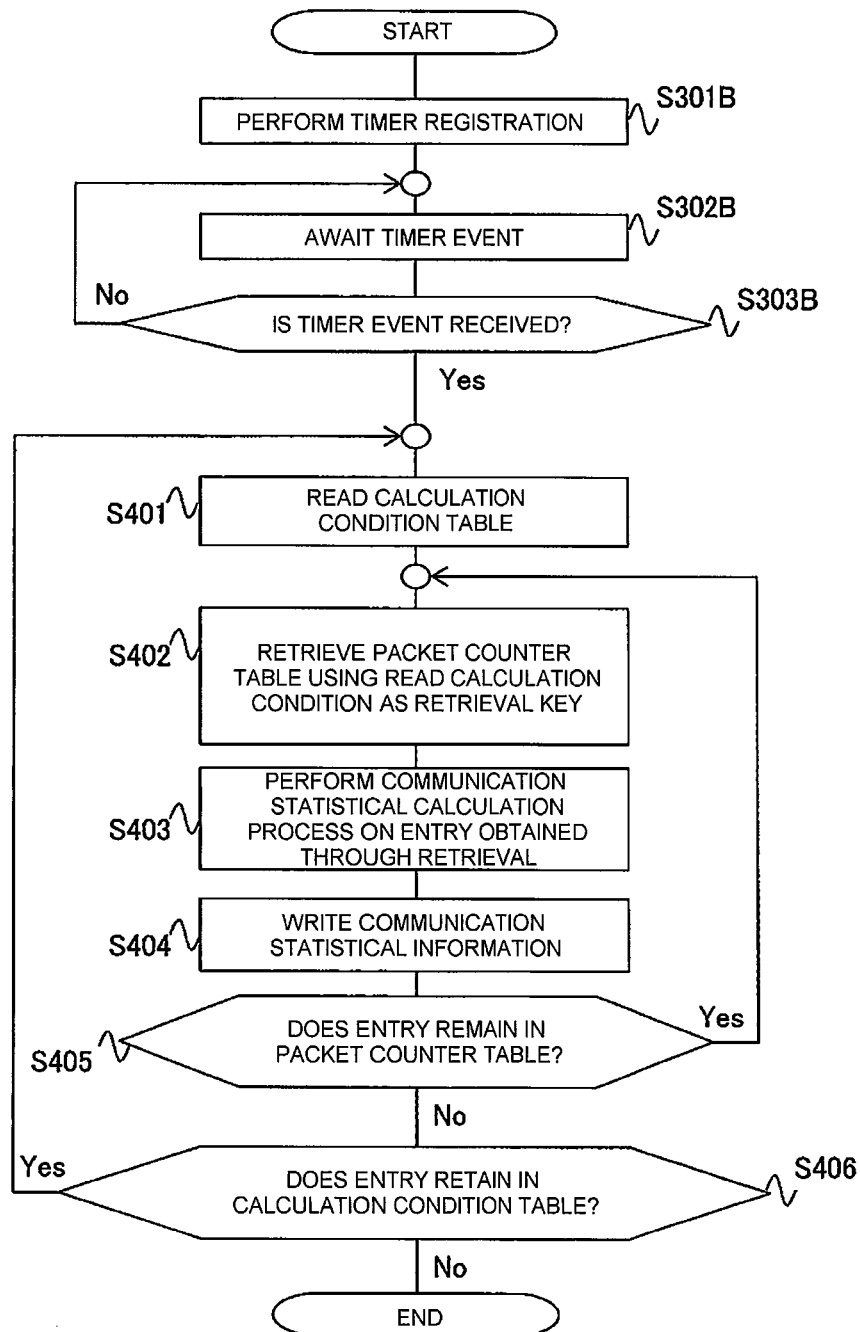 START
S301B
PERFORM TIMER REGISTRATION
S302B
AWAIT TIMER EVENT
No
S303B
IS TIMER EVENT RECEIVED?
Yes
S401
READ CALCULATION
CONDITION TABLE
S402
RETRIEVE PACKET COUNTER
TABLE USING READ CALCULATION
CONDITION AS RETRIEVAL KEY
S403
PERFORM COMMUNICATION
STATISTICAL CALCULATION
PROCESS ON ENTRY OBTAINED
THROUGH RETRIEVAL
S404
WRITE COMMUNICATION
STATISTICAL INFORMATION
S405
DOES ENTRY REMAIN IN
PACKET COUNTER TABLE?
Yes
No
Yes
DOES ENTRY RETAIN IN
CALCULATION CONDITION TABLE?
S406
No
END